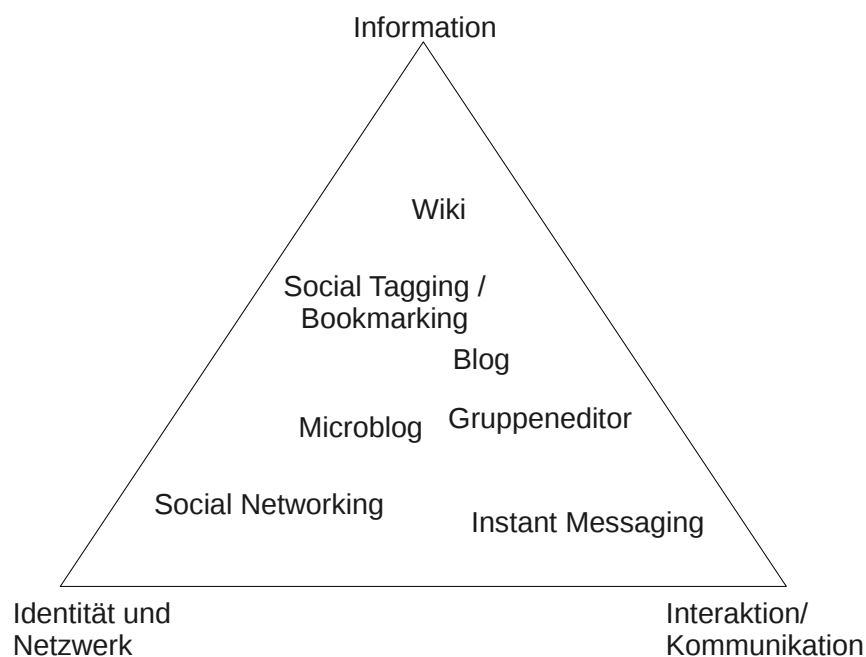 Information
Wiki
Social Tagging /
Bookmarking
Blog
Gruppeneditor
Microblog
Social Networking
Instant Messaging
Identität und
Netzwerk
Interaktion/
Kommunikation